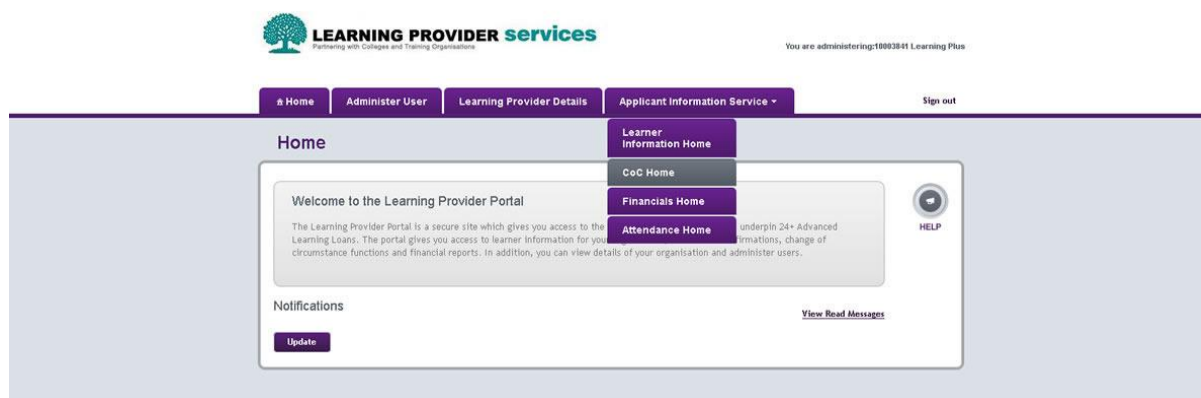 LEARNING PROVIDER services
Partnering with Colleges and Training Organisations
You are administering:10003841 Learning Plus
Home
Administer User
Learning Provider Details
Applicant Information Service
Sign out
Home
Learner
Information Home
CoC Home
Financials Home
Attendance Home
Welcome to the Learning Provider Portal
The Learning Provider Portal is a secure site which gives you access to the underpin 24+ Advanced
Learning Loans. The portal gives you access to learner information for you firmations, change of
circumstance functions and financial reports. In addition, you can view details of your organisation and administer users.
HELP
Notifications
View Read Messages
Update